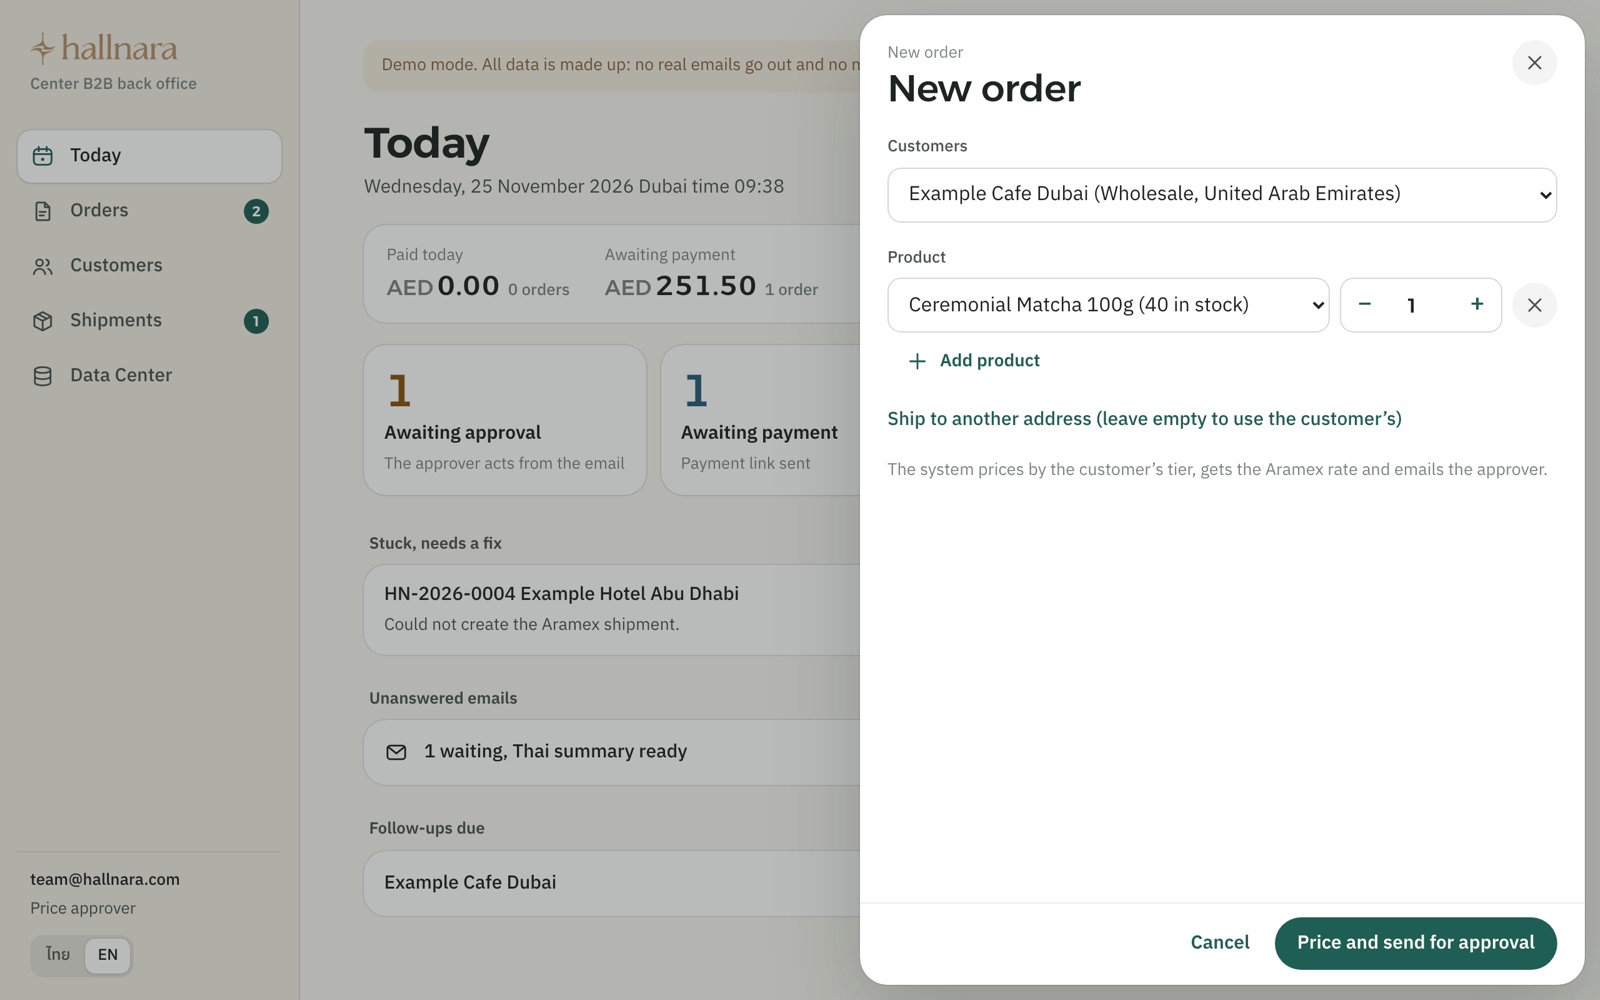 hallnara
Center B2B back office
Today
Orders 2
Customers
Shipments 1
Data Center
team@hallnara.com
Price approver
ไทย EN
Demo mode. All data is made up: no real emails go out and no
Today
Wednesday, 25 November 2026 Dubai time 09:38
Paid today
AED 0.00 0 orders
Awaiting payment
AED 251.50 1 order
1
Awaiting approval
The approver acts from the email
1
Awaiting payment
Payment link sent
Stuck, needs a fix
HN-2026-0004 Example Hotel Abu Dhabi
Could not create the Aramex shipment.
Unanswered emails
1 waiting, Thai summary ready
Follow-ups due
Example Cafe Dubai
New order
New order
Customers
Example Cafe Dubai (Wholesale, United Arab Emirates)
Product
Ceremonial Matcha 100g (40 in stock)
− 1 +
+ Add product
Ship to another address (leave empty to use the customer’s)
The system prices by the customer’s tier, gets the Aramex rate and emails the approver.
Cancel
Price and send for approval